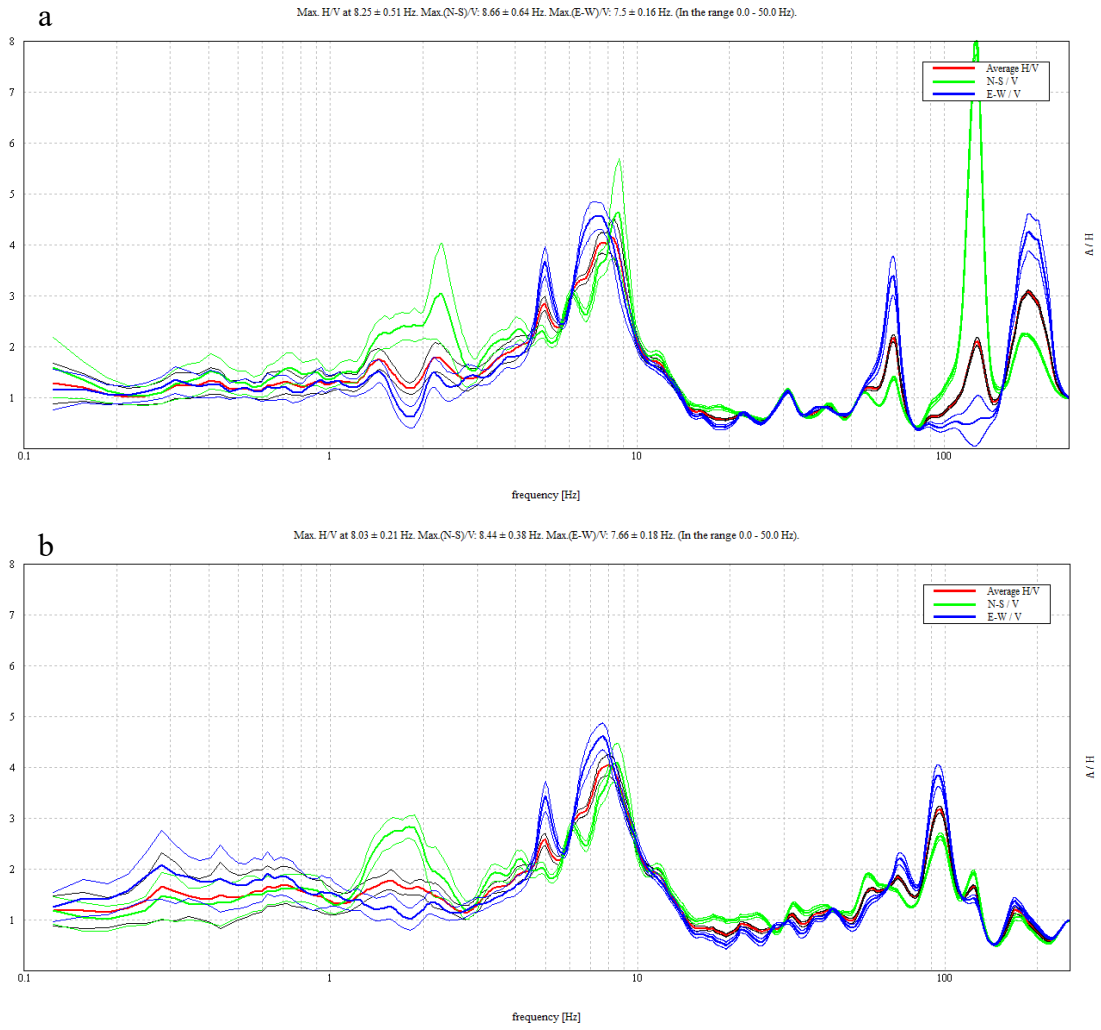 a
Max. H/V at 8.25 ± 0.51 Hz. Max.(N-S)/V: 8.66 ± 0.64 Hz. Max.(E-W)/V: 7.5 ± 0.16 Hz. (In the range 0.0 - 50.0 Hz).
8
7
6
5
4
3
2
1
Average H/V
N-S / V
E-W / V
H/V
0.1
1
10
100
frequency [Hz]
b
Max. H/V at 8.03 ± 0.21 Hz. Max.(N-S)/V: 8.44 ± 0.38 Hz. Max.(E-W)/V: 7.66 ± 0.18 Hz. (In the range 0.0 - 50.0 Hz).
8
7
6
5
4
3
2
1
Average H/V
N-S / V
E-W / V
H/V
0.1
1
10
100
frequency [Hz]